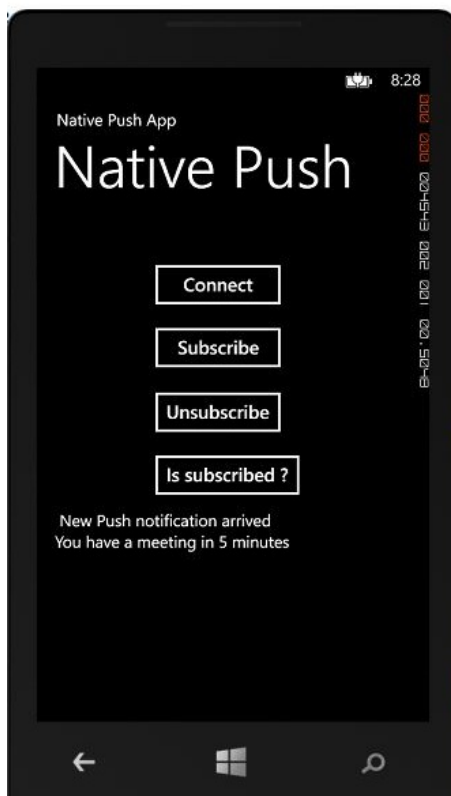 8:28
Native Push App
Native Push
Connect
Subscribe
Unsubscribe
Is subscribed ?
New Push notification arrived
You have a meeting in 5 minutes